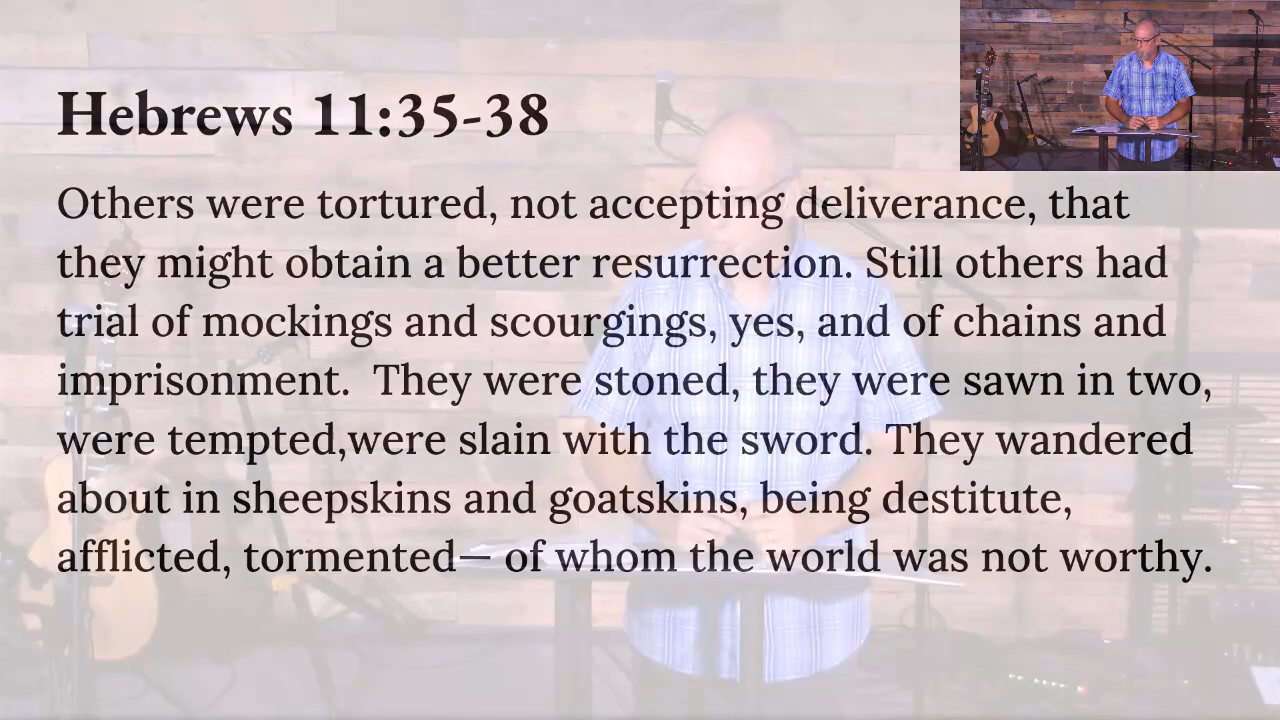 Hebrews 11:35-38
Others were tortured, not accepting deliverance, that
they might obtain a better resurrection. Still others had
trial of mockings and scourgings, yes, and of chains and
imprisonment.  They were stoned, they were sawn in two,
were tempted,were slain with the sword. They wandered
about in sheepskins and goatskins, being destitute,
afflicted, tormented— of whom the world was not worthy.